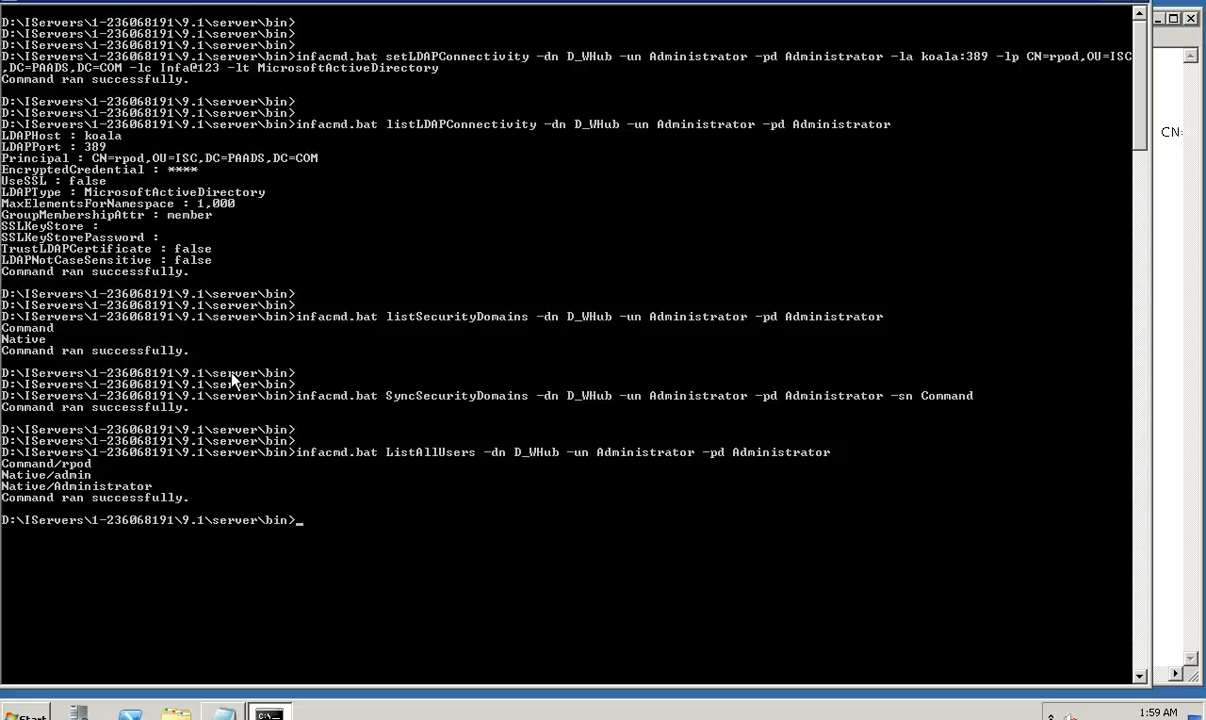 D:\IServers\1-236068191\9.1\server\bin>
D:\IServers\1-236068191\9.1\server\bin>
D:\IServers\1-236068191\9.1\server\bin>
D:\IServers\1-236068191\9.1\server\bin>infacmd.bat setLDAPConnectivity -dn D_WHub -un Administrator -pd Administrator -la koala:389 -lp CN=rpod,OU=ISC
,DC=PAADS,DC=COM -lc Infa@123 -lt MicrosoftActiveDirectory
Command ran successfully.
D:\IServers\1-236068191\9.1\server\bin>
D:\IServers\1-236068191\9.1\server\bin>
D:\IServers\1-236068191\9.1\server\bin>infacmd.bat listLDAPConnectivity -dn D_WHub -un Administrator -pd Administrator
LDAPHost : koala
LDAPPort : 389
Principal : CN=rpod,OU=ISC,DC=PAADS,DC=COM
EncryptedCredential : ****
UseSSL : false
LDAPType : MicrosoftActiveDirectory
MaxElementsForNamespace : 1,000
GroupMembershipAttr : member
SSLKeyStore :
SSLKeyStorePassword :
TrustLDAPCertificate : false
LDAPNotCaseSensitive : false
Command ran successfully.
D:\IServers\1-236068191\9.1\server\bin>
D:\IServers\1-236068191\9.1\server\bin>
D:\IServers\1-236068191\9.1\server\bin>infacmd.bat listSecurityDomains -dn D_WHub -un Administrator -pd Administrator
Command
Native
Command ran successfully.
D:\IServers\1-236068191\9.1\server\bin>
D:\IServers\1-236068191\9.1\server\bin>
D:\IServers\1-236068191\9.1\server\bin>infacmd.bat SyncSecurityDomains -dn D_WHub -un Administrator -pd Administrator -sn Command
Command ran successfully.
D:\IServers\1-236068191\9.1\server\bin>
D:\IServers\1-236068191\9.1\server\bin>
D:\IServers\1-236068191\9.1\server\bin>infacmd.bat ListAllUsers -dn D_WHub -un Administrator -pd Administrator
Command/rpod
Native/admin
Native/Administrator
Command ran successfully.
D:\IServers\1-236068191\9.1\server\bin>_
CN=
Start
C:\.
1:59 AM